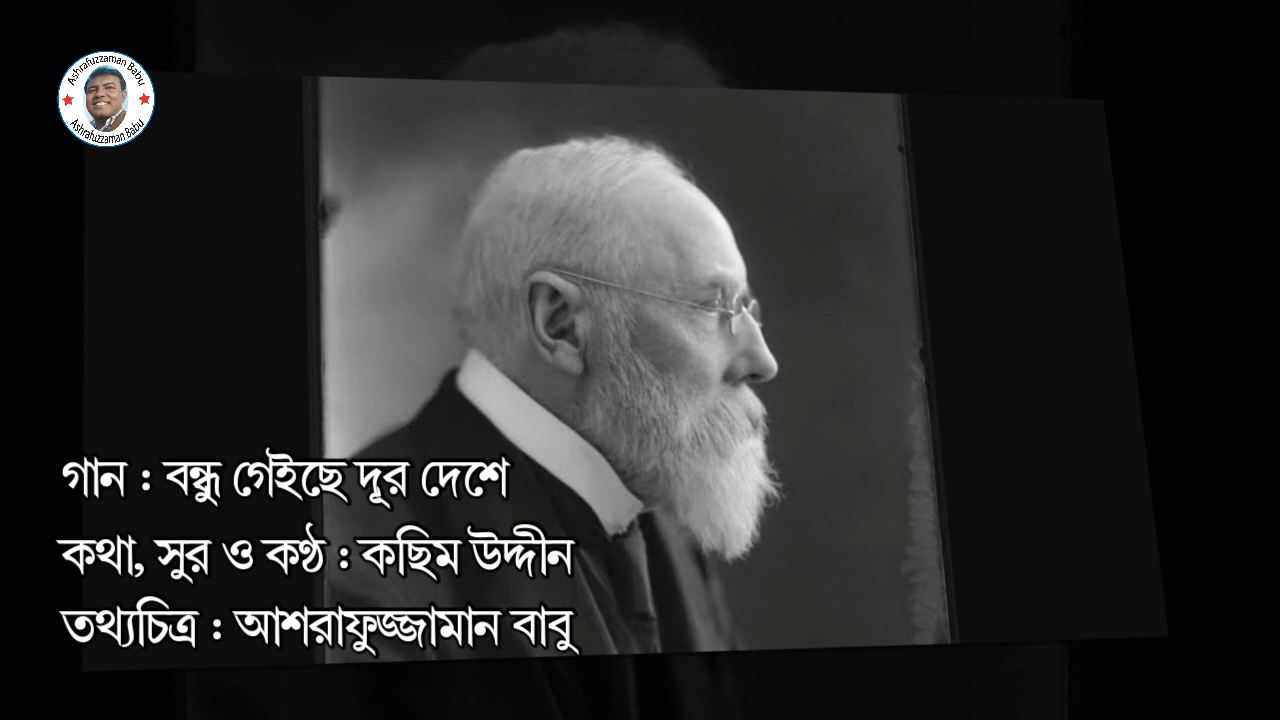 Ashrafuzzaman Babu
Ashrafuzzaman Babu
গান : বন্ধু গেইছে দূর দেশে
কথা, সুর ও কণ্ঠ : কছিম উদ্দীন
তথ্যচিত্র : আশরাফুজ্জামান বাবু